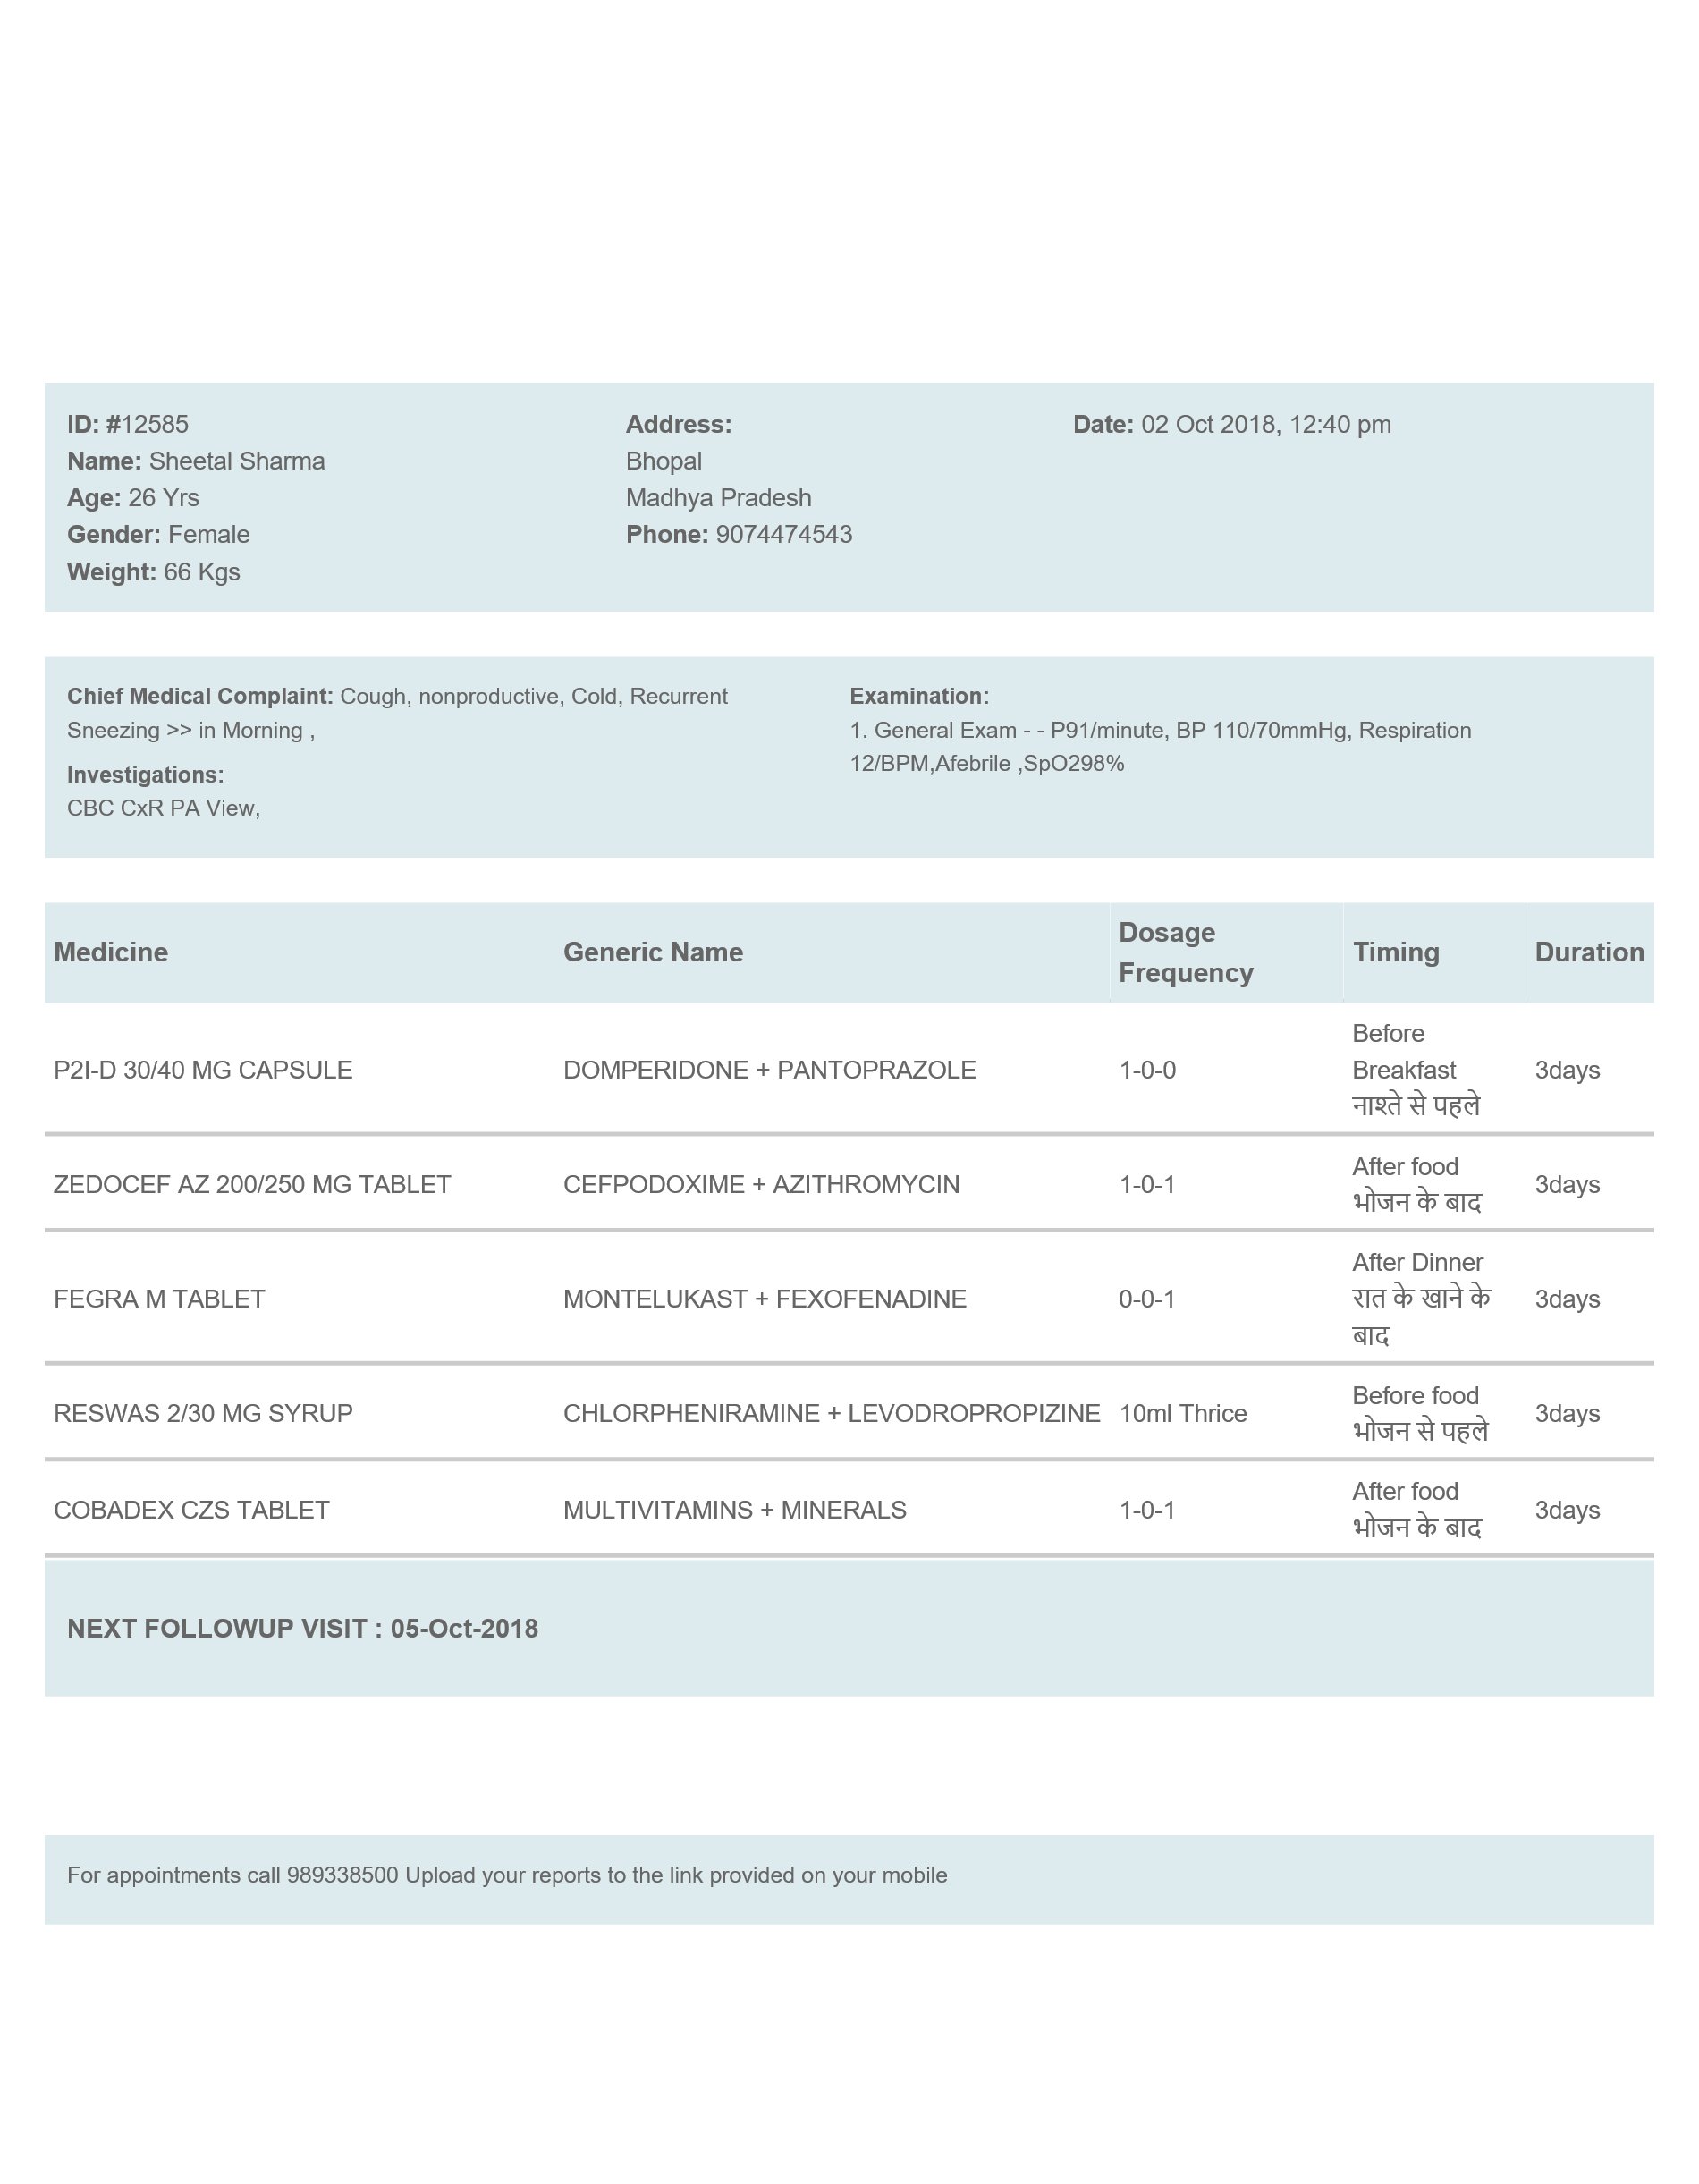 ID: #12585
Name: Sheetal Sharma
Age: 26 Yrs
Gender: Female
Weight: 66 Kgs
Address:
Bhopal
Madhya Pradesh
Phone: 9074474543
Date: 02 Oct 2018, 12:40 pm
Chief Medical Complaint: Cough, nonproductive, Cold, Recurrent
Sneezing >> in Morning ,
Investigations:
CBC CxR PA View,
Examination:
1. General Exam - - P91/minute, BP 110/70mmHg, Respiration
12/BPM,Afebrile ,SpO298%
Medicine Generic Name Dosage Frequency Timing Duration
P2I-D 30/40 MG CAPSULE DOMPERIDONE + PANTOPRAZOLE 1-0-0 Before Breakfast नाश्ते से पहले 3days
ZEDOCEF AZ 200/250 MG TABLET CEFPODOXIME + AZITHROMYCIN 1-0-1 After food भोजन के बाद 3days
FEGRA M TABLET MONTELUKAST + FEXOFENADINE 0-0-1 After Dinner रात के खाने के बाद 3days
RESWAS 2/30 MG SYRUP CHLORPHENIRAMINE + LEVODROPROPIZINE 10ml Thrice Before food भोजन से पहले 3days
COBADEX CZS TABLET MULTIVITAMINS + MINERALS 1-0-1 After food भोजन के बाद 3days
NEXT FOLLOWUP VISIT : 05-Oct-2018
For appointments call 989338500 Upload your reports to the link provided on your mobile